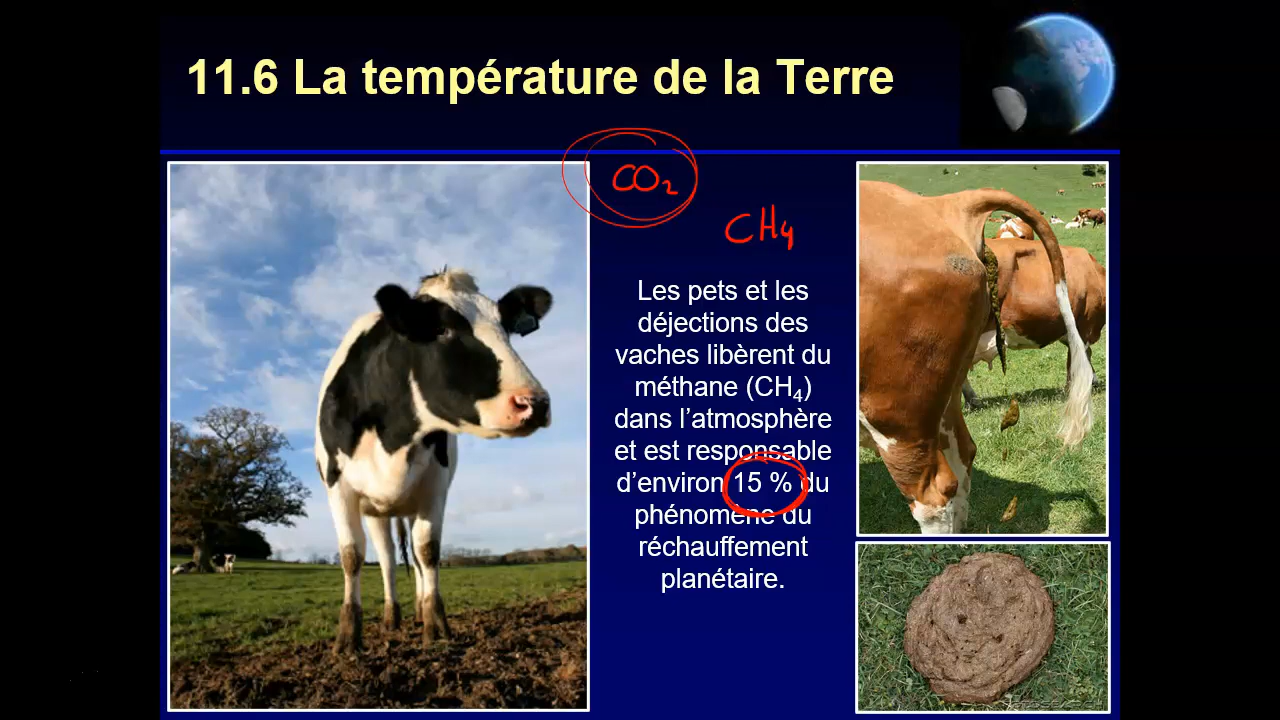 11.6 La température de la Terre
CO₂
CH₄
Les pets et les
déjections des
vaches libèrent du
méthane (CH₄)
dans l’atmosphère
et est responsable
d’environ 15 % du
phénomène du
réchauffement
planétaire.